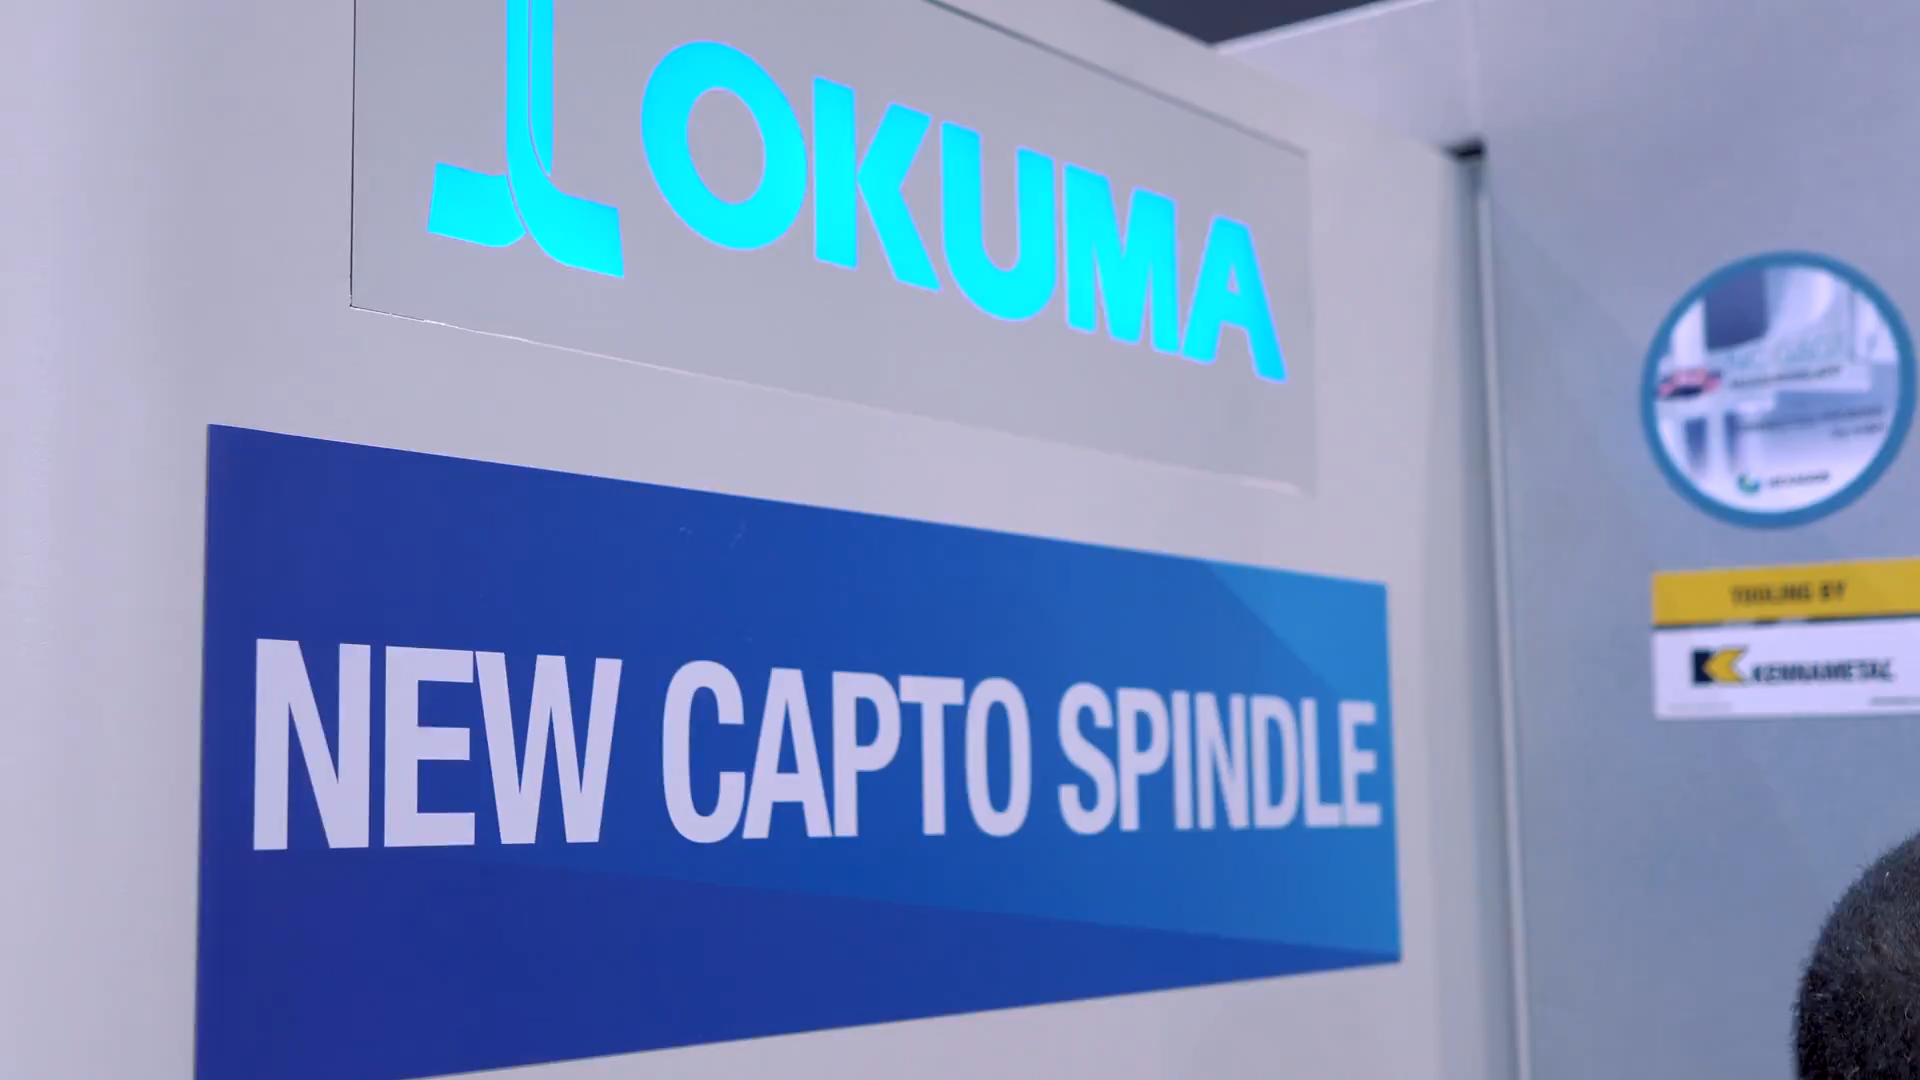 OKUMA
NEW CAPTO SPINDLE
TOOLING BY
KENNAMETAL